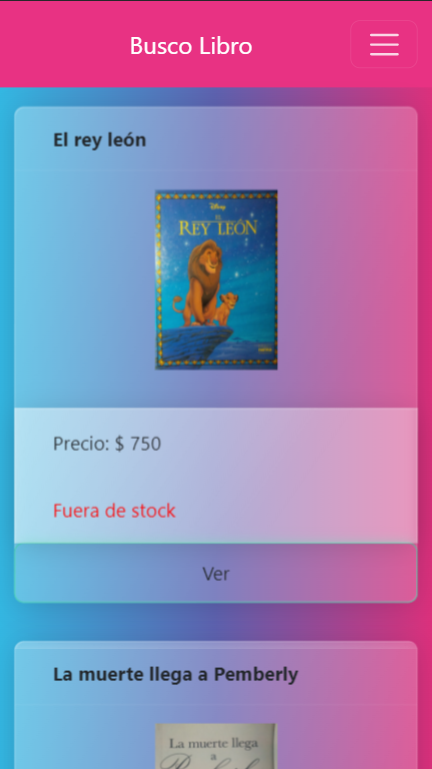 Busco Libro
El rey león
Disney
EL
REY LEÓN
Precio: $ 750
Fuera de stock
Ver
La muerte llega a Pemberly
La muerte llega
a
Pemberley